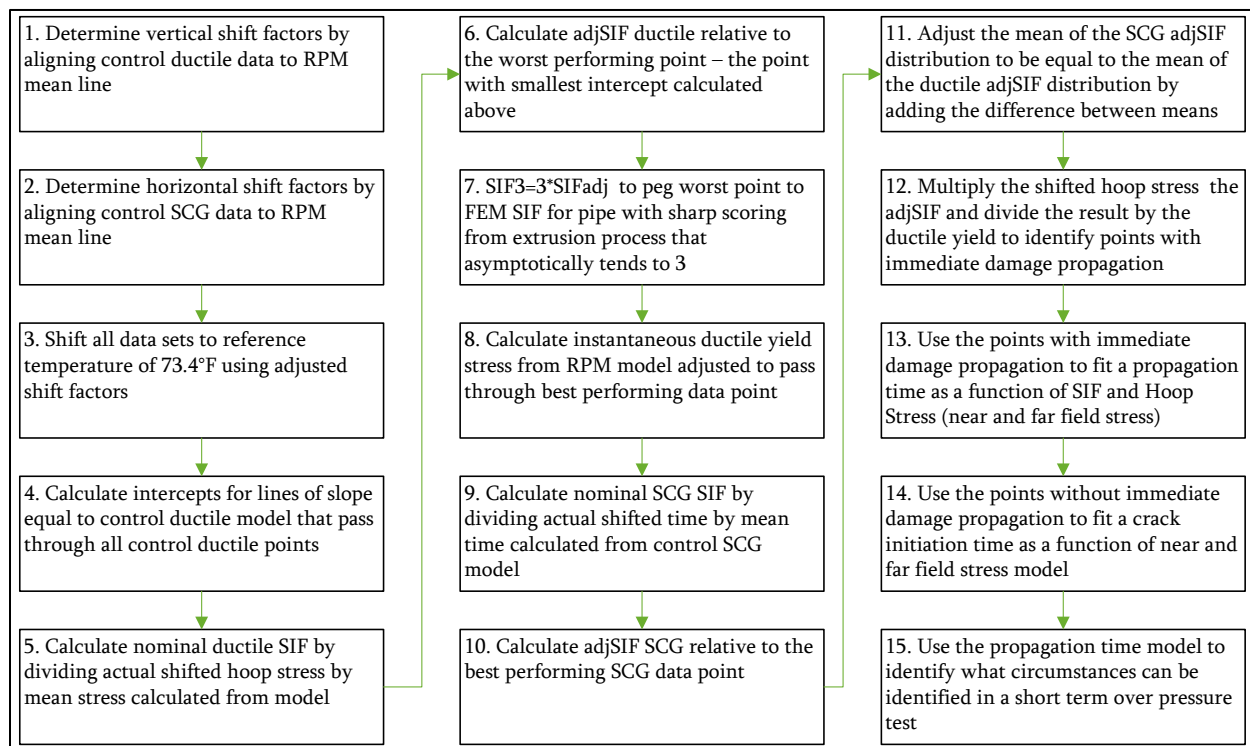 1. Determine vertical shift factors by
aligning control ductile data to RPM
mean line
2. Determine horizontal shift factors by
aligning control SCG data to RPM
mean line
3. Shift all data sets to reference
temperature of 73.4°F using adjusted
shift factors
4. Calculate intercepts for lines of slope
equal to control ductile model that pass
through all control ductile points
5. Calculate nominal ductile SIF by
dividing actual shifted hoop stress by
mean stress calculated from model
6. Calculate adjSIF ductile relative to
the worst performing point – the point
with smallest intercept calculated
above
7. SIF3=3*SIFadj to peg worst point to
FEM SIF for pipe with sharp scoring
from extrusion process that
asymptotically tends to 3
8. Calculate instantaneous ductile yield
stress from RPM model adjusted to pass
through best performing data point
9. Calculate nominal SCG SIF by
dividing actual shifted time by mean
time calculated from control SCG
model
10. Calculate adjSIF SCG relative to the
best performing SCG data point
11. Adjust the mean of the SCG adjSIF
distribution to be equal to the mean of
the ductile adjSIF distribution by
adding the difference between means
12. Multiply the shifted hoop stress the
adjSIF and divide the result by the
ductile yield to identify points with
immediate damage propagation
13. Use the points with immediate
damage propagation to fit a propagation
time as a function of SIF and Hoop
Stress (near and far field stress)
14. Use the points without immediate
damage propagation to fit a crack
initiation time as a function of near and
far field stress model
15. Use the propagation time model to
identify what circumstances can be
identified in a short term over pressure
test